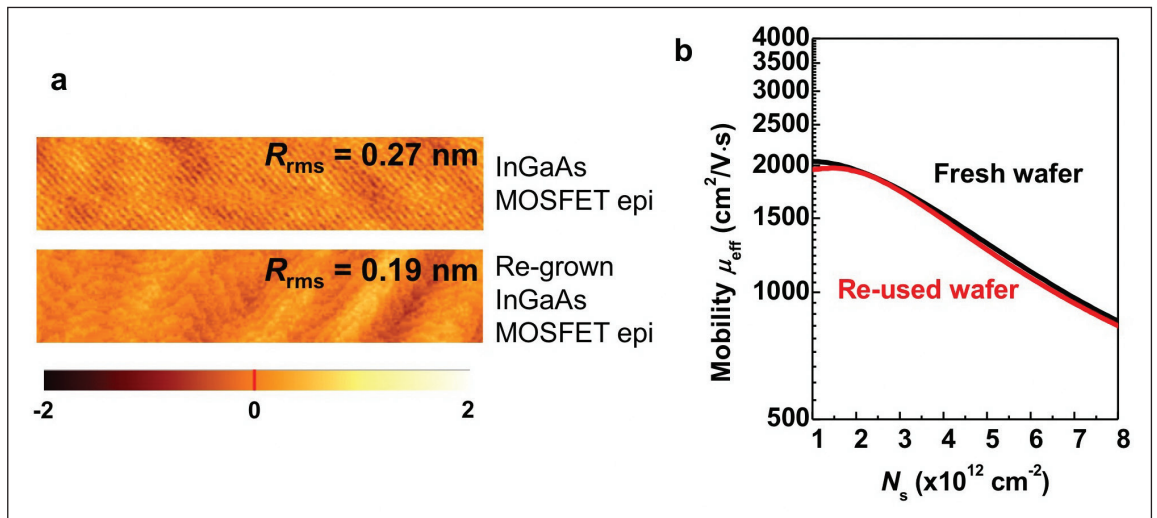 a
R_rms = 0.27 nm
InGaAs
MOSFET epi
R_rms = 0.19 nm
Re-grown
InGaAs
MOSFET epi
-2 0 2
b
Mobility μ_eff (cm²/V·s)
4000
3500
3000
2500
2000
1500
1000
500
Fresh wafer
Re-used wafer
1 2 3 4 5 6 7 8
N_s (x10¹² cm⁻²)